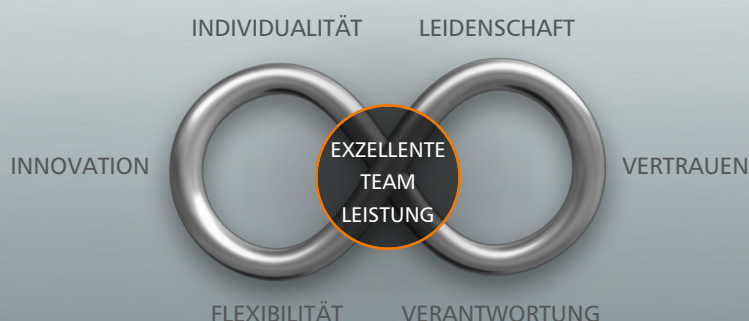 INDIVIDUALITÄT LEIDENSCHAFT
INNOVATION
EXZELLENTE
TEAM
LEISTUNG
VERTRAUEN
FLEXIBILITÄT VERANTWORTUNG